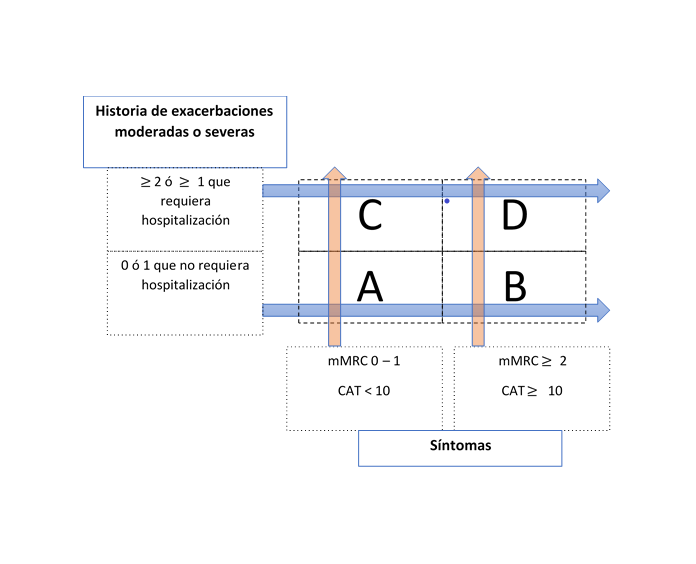 Historia de exacerbaciones
moderadas o severas
≥ 2 ó ≥ 1 que
requiera
hospitalización
C
D
0 ó 1 que no requiera
hospitalización
A
B
mMRC 0 – 1
CAT < 10
mMRC ≥ 2
CAT ≥ 10
Síntomas